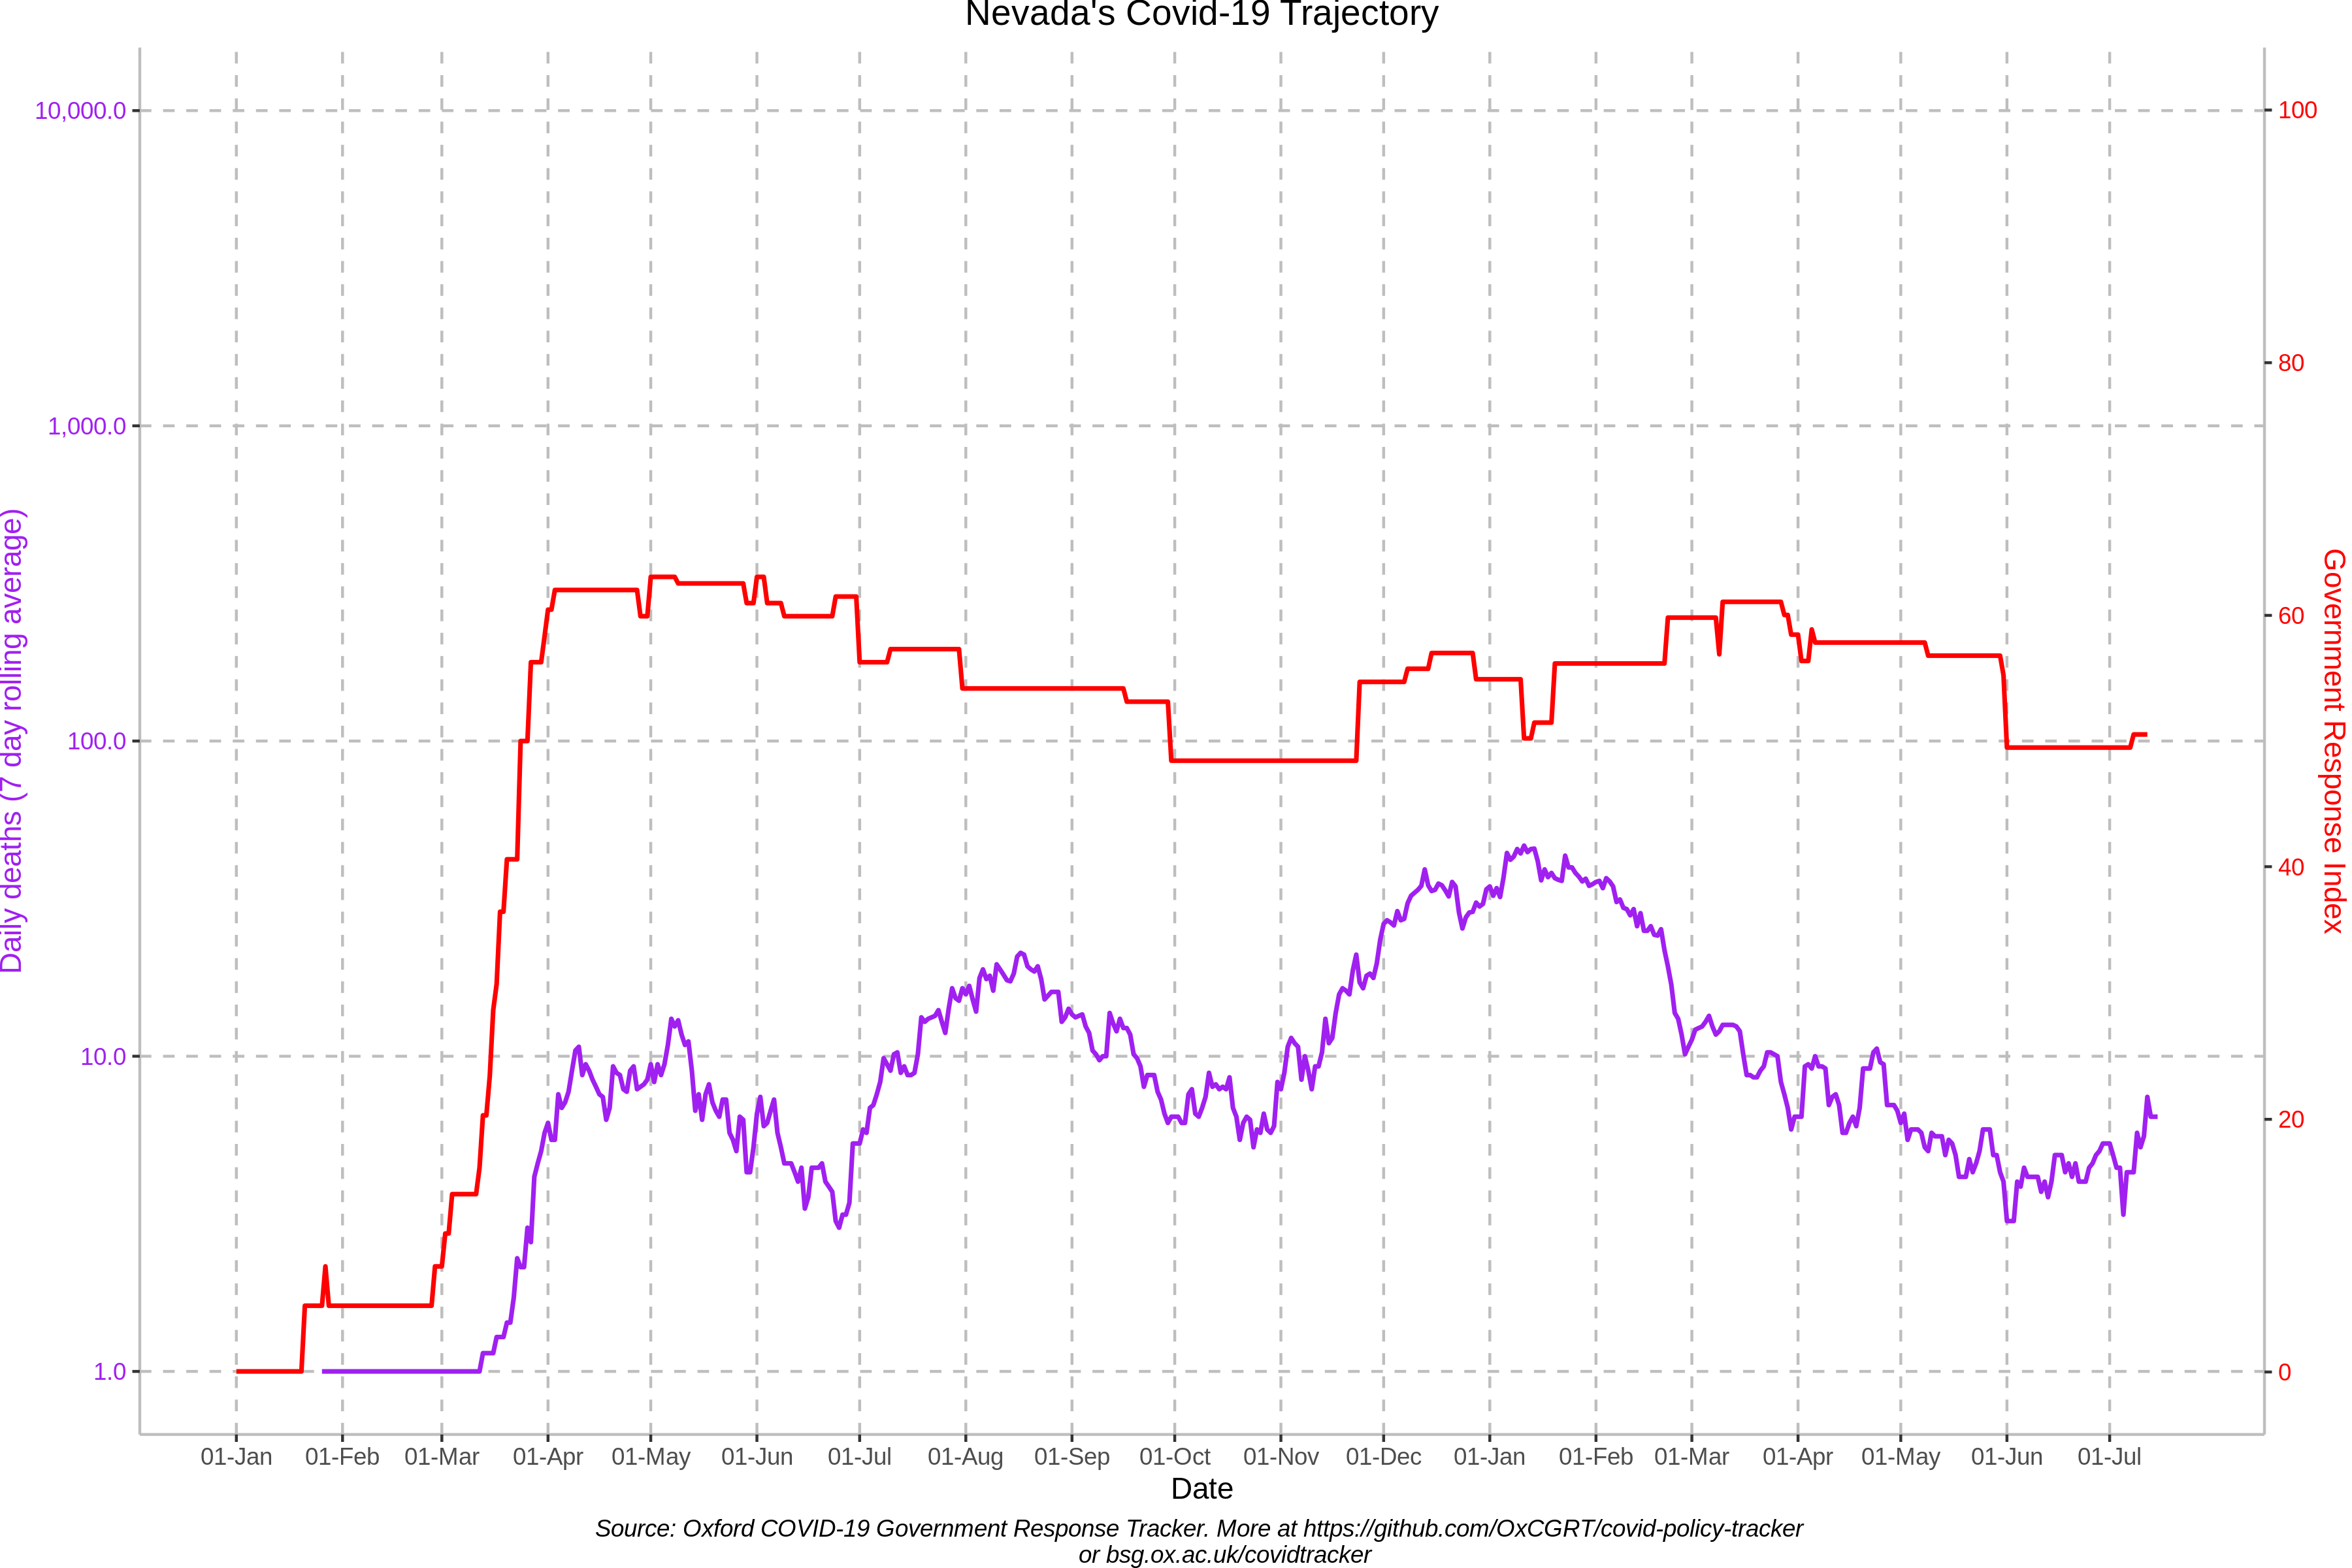 Nevada's Covid-19 Trajectory
10,000.0
1,000.0
100.0
10.0
1.0
Daily deaths (7 day rolling average)
100
80
60
40
20
0
Government Response Index
01-Jan 01-Feb 01-Mar 01-Apr 01-May 01-Jun 01-Jul 01-Aug 01-Sep 01-Oct 01-Nov 01-Dec 01-Jan 01-Feb 01-Mar 01-Apr 01-May 01-Jun 01-Jul
Date
Source: Oxford COVID-19 Government Response Tracker. More at https://github.com/OxCGRT/covid-policy-tracker
or bsg.ox.ac.uk/covidtracker